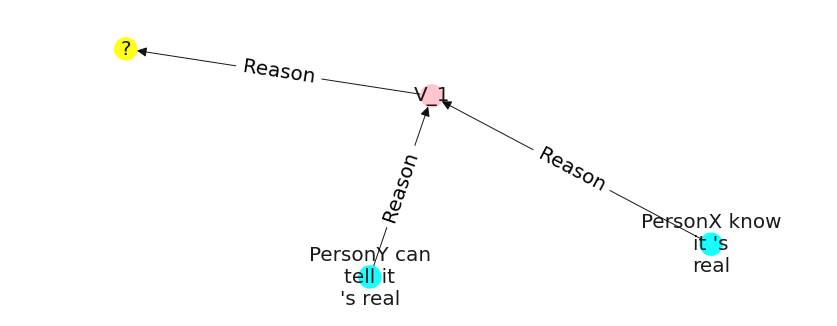 ?
Reason
V_1
Reason
Reason
PersonX know
it 's
real
PersonY can
tell it
's real